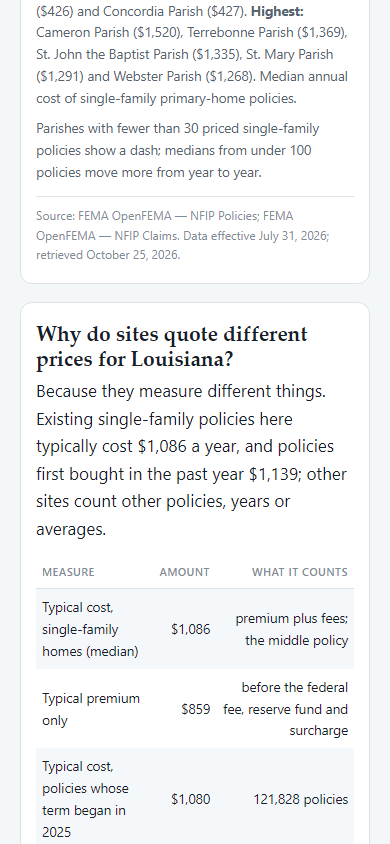 ($426) and Concordia Parish ($427). Highest:
Cameron Parish ($1,520), Terrebonne Parish ($1,369),
St. John the Baptist Parish ($1,335), St. Mary Parish
($1,291) and Webster Parish ($1,268). Median annual
cost of single-family primary-home policies.
Parishes with fewer than 30 priced single-family
policies show a dash; medians from under 100
policies move more from year to year.
Source: FEMA OpenFEMA — NFIP Policies; FEMA
OpenFEMA — NFIP Claims. Data effective July 31, 2026;
retrieved October 25, 2026.
Why do sites quote different
prices for Louisiana?
Because they measure different things.
Existing single-family policies here
typically cost $1,086 a year, and policies
first bought in the past year $1,139; other
sites count other policies, years or
averages.
MEASURE AMOUNT WHAT IT COUNTS
Typical cost,
single-family
homes (median)
$1,086
premium plus fees;
the middle policy
Typical premium
only
$859
before the federal
fee, reserve fund and
surcharge
Typical cost,
policies whose
term began in
2025
$1,080
121,828 policies